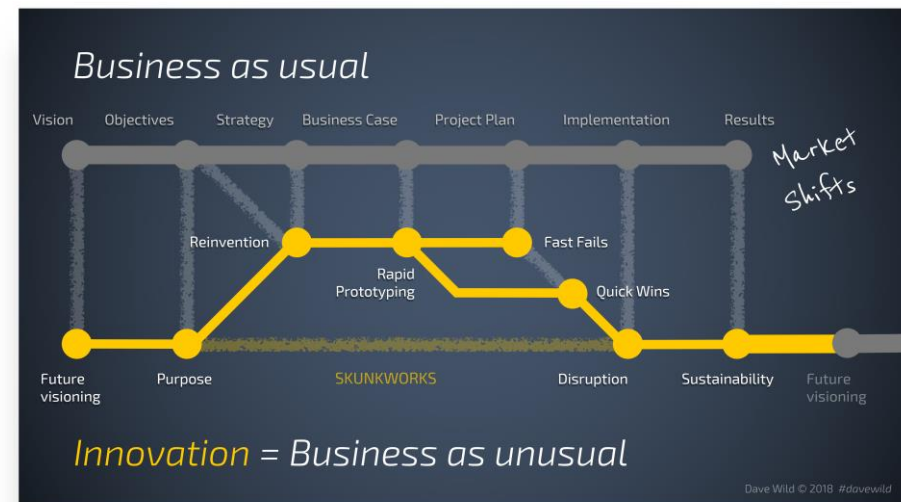 Business as usual
Vision Objectives Strategy Business Case Project Plan Implementation Results
Market
Shifts
Reinvention
Fast Fails
Rapid
Prototyping
Quick Wins
Future
visioning
Purpose
SKUNKWORKS
Disruption
Sustainability
Future
visioning
Innovation = Business as unusual
Dave Wild © 2018 #davewild